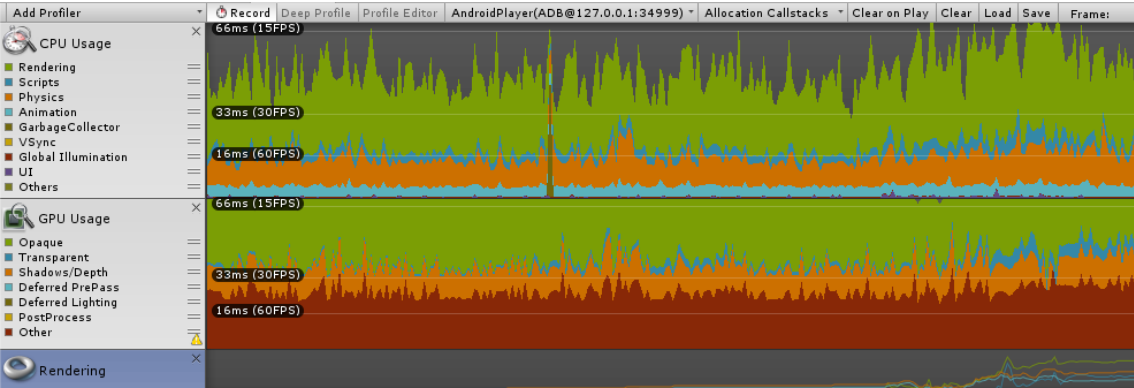 Add Profiler Record Deep Profile Profile Editor AndroidPlayer(ADB@127.0.0.1:34999) Allocation Callstacks Clear on Play Clear Load Save Frame:
CPU Usage
Rendering
Scripts
Physics
Animation
GarbageCollector
VSync
Global Illumination
UI
Others
66ms (15FPS)
33ms (30FPS)
16ms (60FPS)
GPU Usage
Opaque
Transparent
Shadows/Depth
Deferred PrePass
Deferred Lighting
PostProcess
Other
66ms (15FPS)
33ms (30FPS)
16ms (60FPS)
Rendering